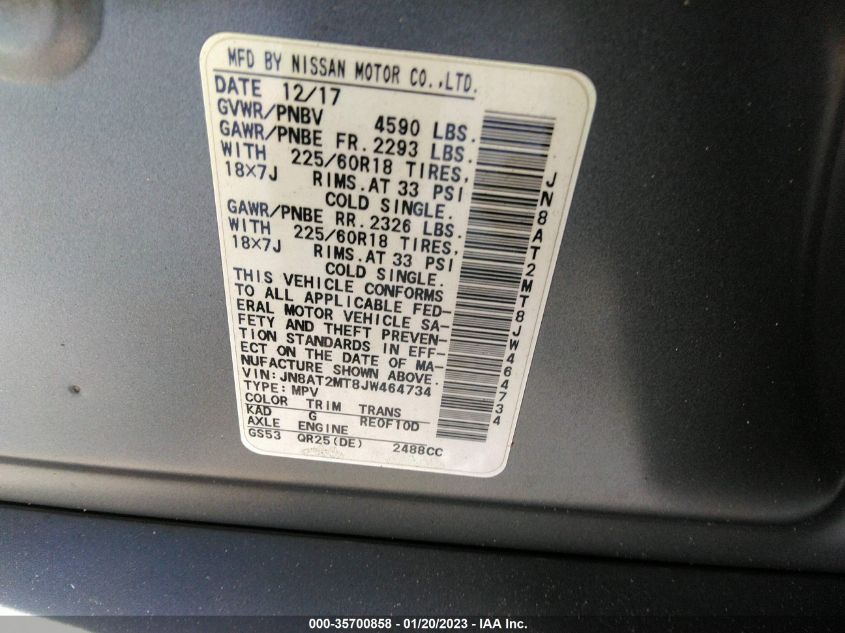 MFD BY NISSAN MOTOR CO.,LTD.
DATE 12/17
GVWR/PNBV 4590 LBS.
GAWR/PNBE FR. 2293 LBS.
WITH 225/60R18 TIRES,
18X7J RIMS.AT 33 PSI
COLD SINGLE.
GAWR/PNBE RR. 2326 LBS.
WITH 225/60R18 TIRES,
18X7J RIMS.AT 33 PSI
COLD SINGLE.
THIS VEHICLE CONFORMS
TO ALL APPLICABLE FED-
ERAL MOTOR VEHICLE SA-
FETY AND THEFT PREVEN-
TION STANDARDS IN EFF-
ECT ON THE DATE OF MA-
NUFACTURE SHOWN ABOVE.
VIN:JN8AT2MT8JW464734
TYPE:MPV
COLOR TRIM TRANS
KAD G RE0F10D
AXLE ENGINE
GS53 QR25(DE) 2488CC
JN8AT2MT8JW464734
000-35700858 - 01/20/2023 - IAA Inc.